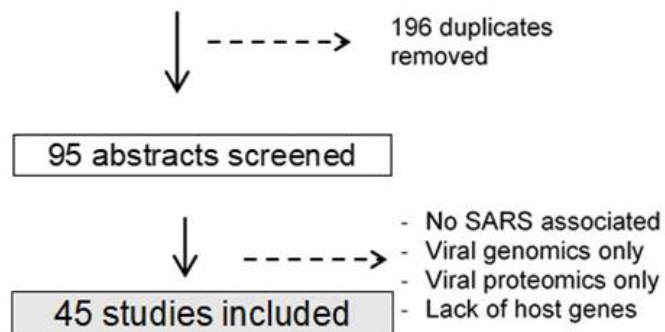 196 duplicates
removed
95 abstracts screened
- No SARS associated
- Viral genomics only
- Viral proteomics only
- Lack of host genes
45 studies included